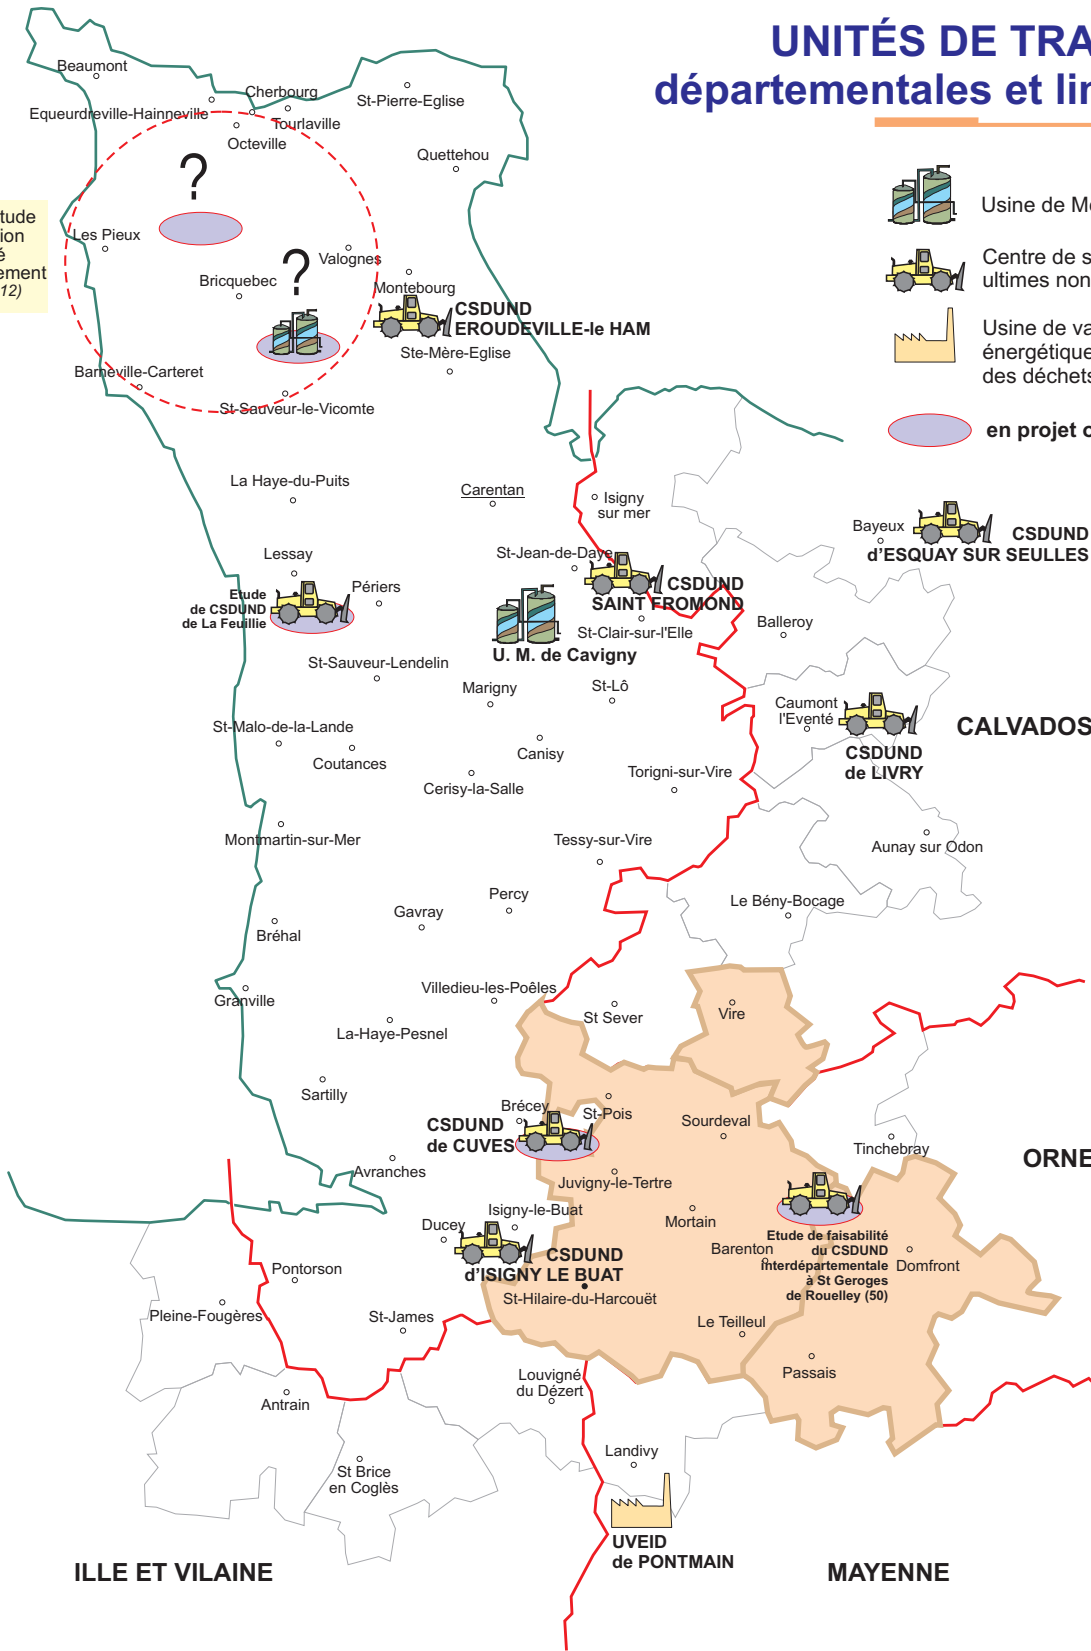 UNITÉS DE TRA
départementales et lim
Beaumont
Cherbourg
St-Pierre-Eglise
Equeurdreville-Hainneville
Tourlaville
Octeville
Quettehou
?
Usine de Mé
tude
ion
é
ement
12)
Les Pieux
Valognes
?
Bricquebec
Montebourg
Centre de s
ultimes non
CSDUND
EROUDEVILLE-le HAM
Usine de va
énergétique
des déchets
Ste-Mère-Eglise
Barneville-Carteret
St-Sauveur-le-Vicomte
en projet o
La Haye-du-Puits
Carentan
Isigny
sur mer
Bayeux
CSDUND
d'ESQUAY SUR SEULLES
Lessay
St-Jean-de-Daye
Etude
de CSDUND
de La Feuillie
Périers
CSDUND
SAINT FROMOND
St-Clair-sur-l'Elle
Balleroy
U. M. de Cavigny
St-Sauveur-Lendelin
Marigny
St-Lô
Caumont
l'Eventé
CALVADOS
St-Malo-de-la-Lande
Coutances
Canisy
CSDUND
de LIVRY
Cerisy-la-Salle
Torigni-sur-Vire
Montmartin-sur-Mer
Tessy-sur-Vire
Aunay sur Odon
Percy
Le Bény-Bocage
Gavray
Bréhal
Villedieu-les-Poêles
Granville
St Sever
Vire
La-Haye-Pesnel
Sartilly
Brécey
St-Pois
CSDUND
de CUVES
Sourdeval
Tinchebray
ORNE
Avranches
Juvigny-le-Tertre
Isigny-le-Buat
Mortain
Ducey
CSDUND
d'ISIGNY LE BUAT
Barenton
Etude de faisabilité
du CSDUND
interdépartementale
à St Geroges
de Rouelley (50)
Domfront
Pontorson
St-Hilaire-du-Harcouët
Pleine-Fougères
St-James
Le Teilleul
Louvigné
du Dézert
Passais
Antrain
Landivy
St Brice
en Coglès
UVEID
de PONTMAIN
ILLE ET VILAINE
MAYENNE